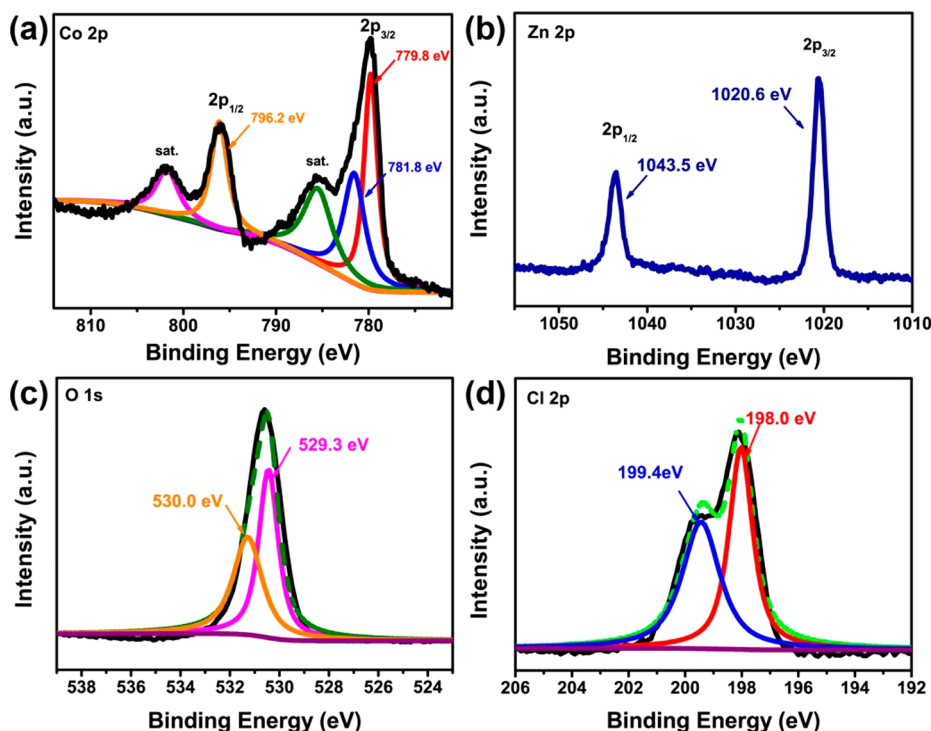 (a) Co 2p
2p3/2
779.8 eV
2p1/2
796.2 eV
sat.
sat.
781.8 eV
Intensity (a.u.)
810 800 790 780
Binding Energy (eV)
(b) Zn 2p
2p3/2
1020.6 eV
2p1/2
1043.5 eV
Intensity (a.u.)
1050 1040 1030 1020 1010
Binding Energy (eV)
(c) O 1s
529.3 eV
530.0 eV
Intensity (a.u.)
538 536 534 532 530 528 526 524
Binding Energy (eV)
(d) Cl 2p
198.0 eV
199.4eV
Intensity (a.u.)
206 204 202 200 198 196 194 192
Binding Energy (eV)